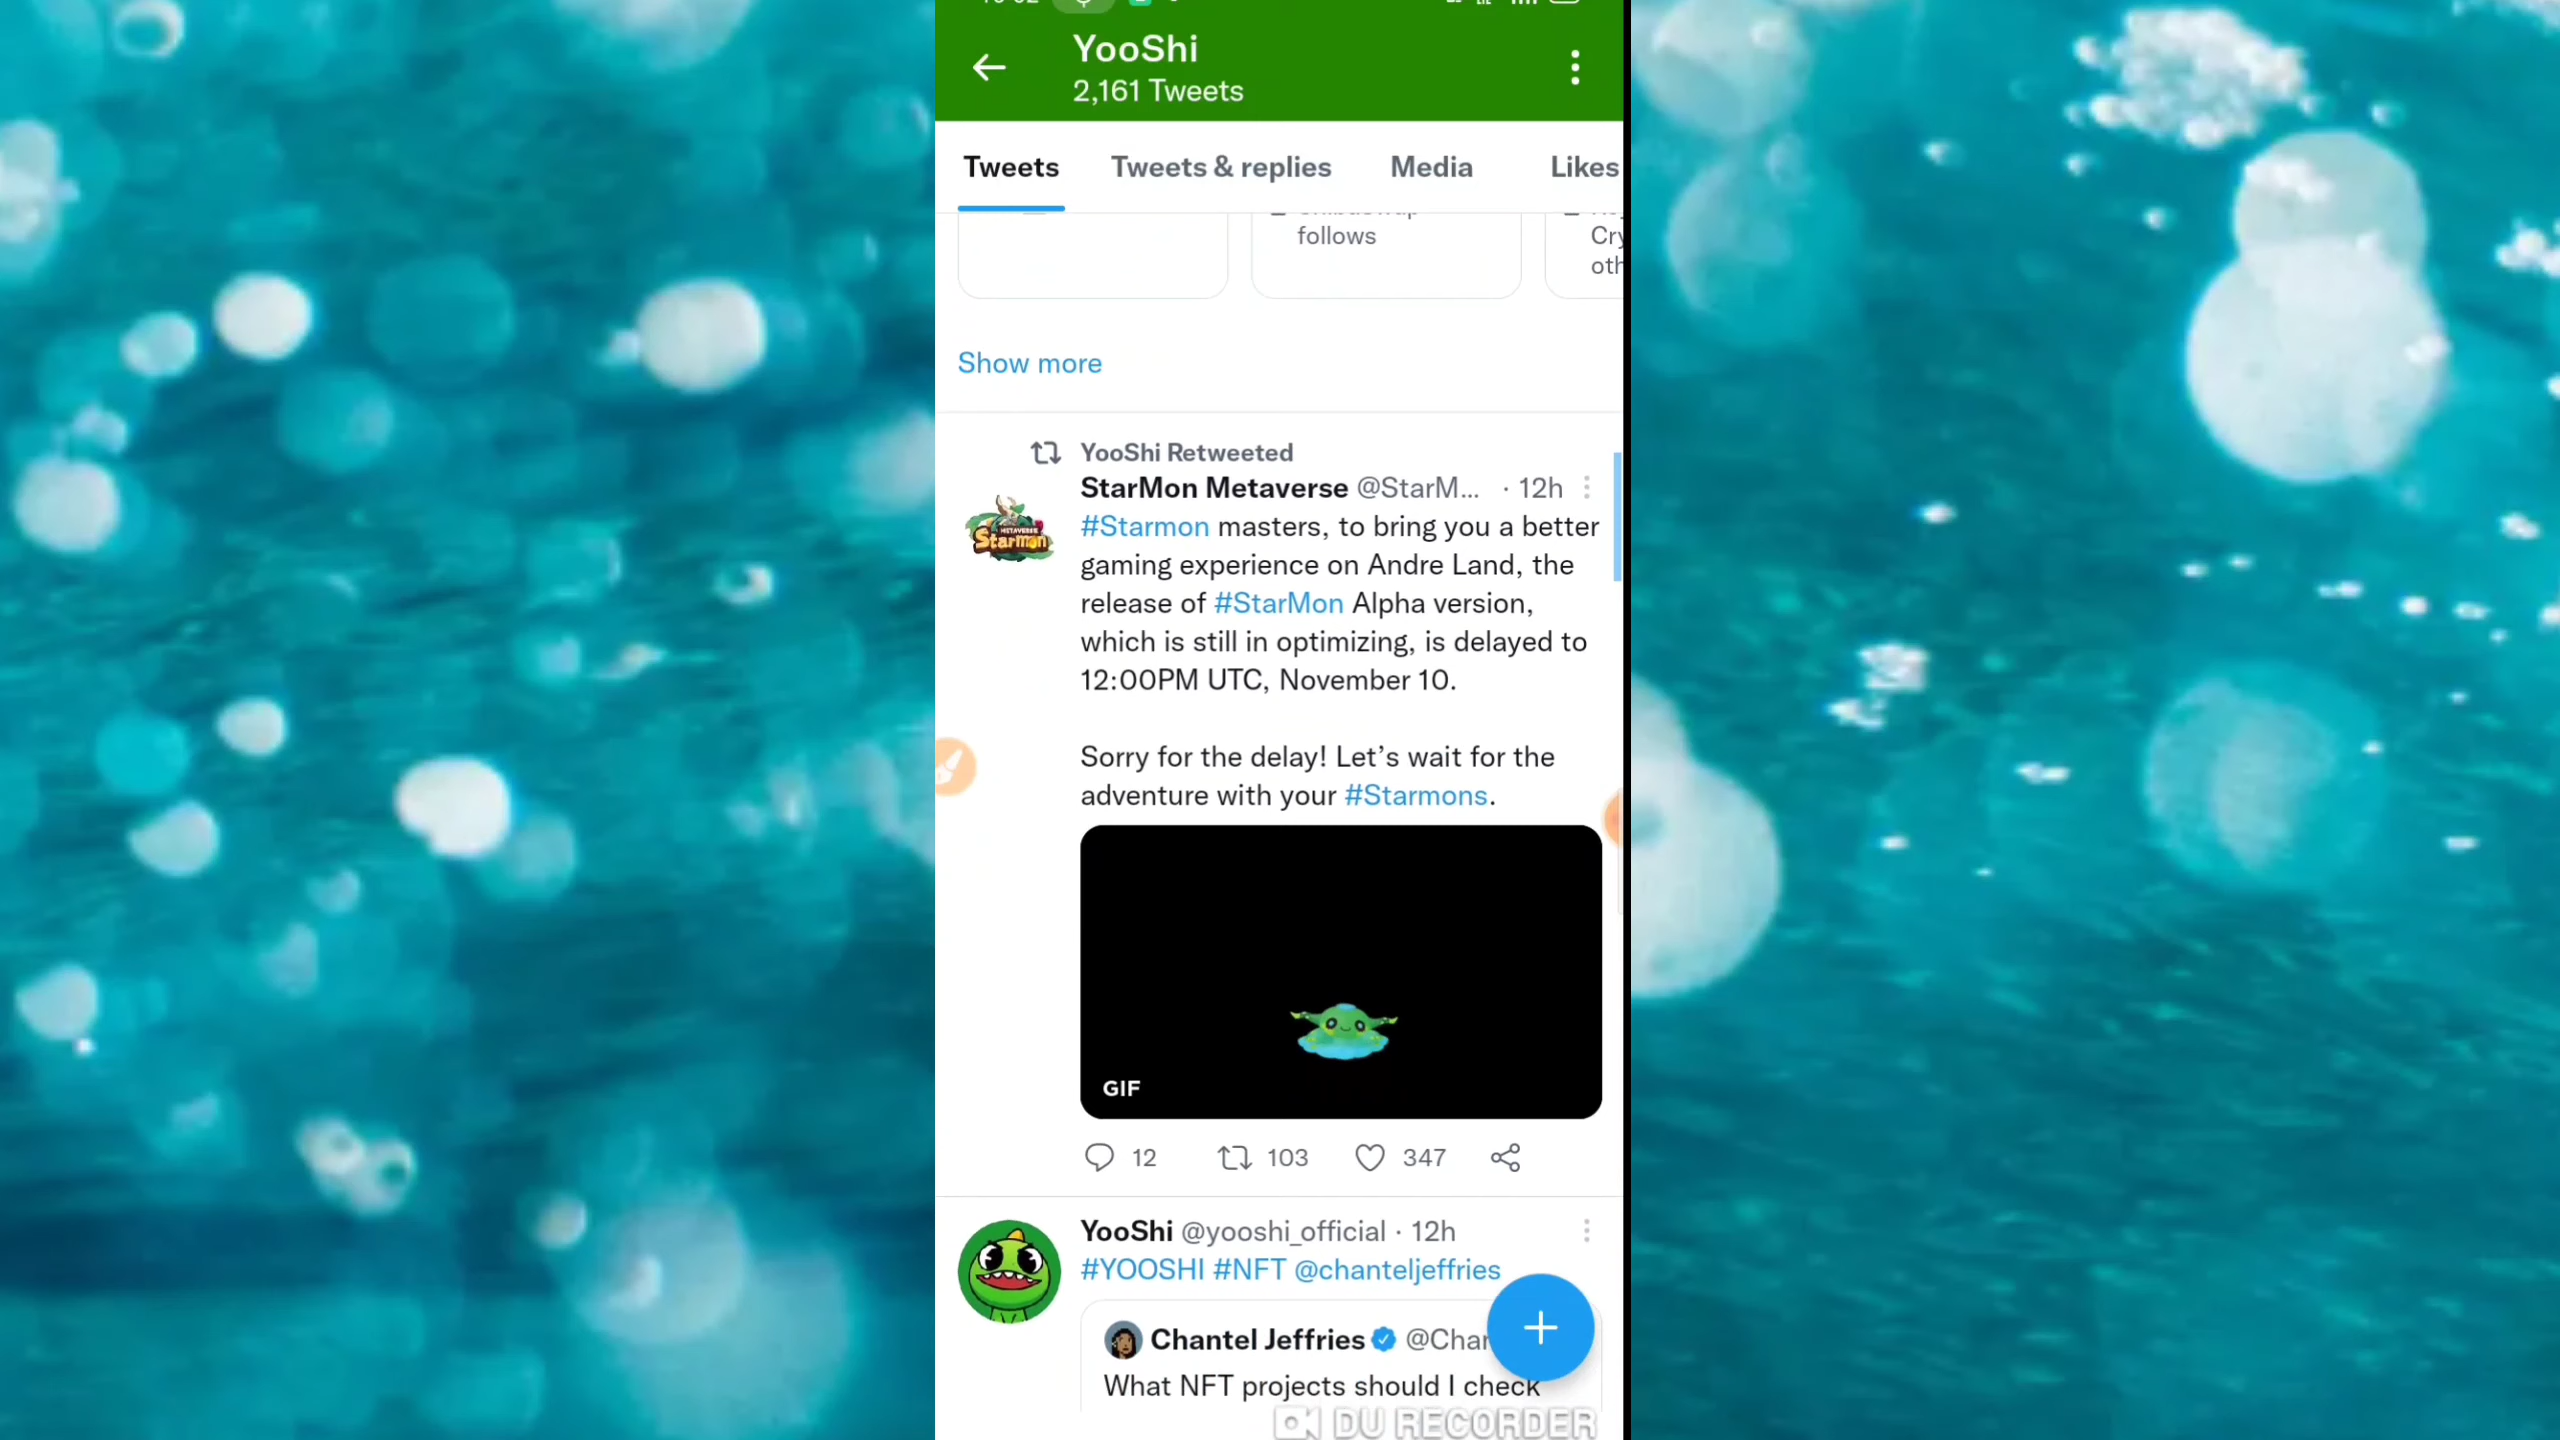 YooShi
2,161 Tweets
Tweets Tweets & replies Media Likes
follows
Show more
YooShi Retweeted
StarMon Metaverse @StarM... · 12h
METAVERSE
Starmon
#Starmon masters, to bring you a better
gaming experience on Andre Land, the
release of #StarMon Alpha version,
which is still in optimizing, is delayed to
12:00PM UTC, November 10.
Sorry for the delay! Let's wait for the
adventure with your #Starmons.
GIF
12 103 347
YooShi @yooshi_official · 12h
#YOOSHI #NFT @chanteljeffries
Chantel Jeffries @Char
What NFT projects should I check
DU RECORDER